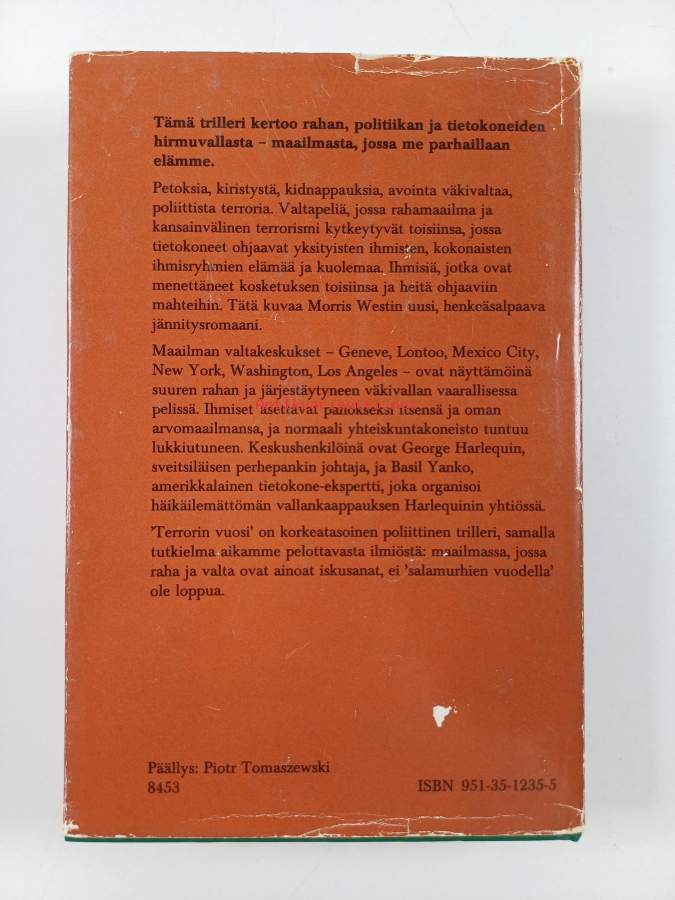 Tämä trilleri kertoo rahan, politiikan ja tietokoneiden
hirmuvallasta – maailmasta, jossa me parhaillaan
elämme.
Petoksia, kiristystä, kidnappauksia, avointa väkivaltaa,
poliittista terroria. Valtapeliä, jossa rahamaailma ja
kansainvälinen terrorismi kytkeytyvät toisiinsa, jossa
tietokoneet ohjaavat yksityisten ihmisten, kokonaisten
ihmisryhmien elämää ja kuolemaa. Ihmisiä, jotka ovat
menettäneet kosketuksen toisiinsa ja heitä ohjaaviin
mahteihin. Tätä kuvaa Morris Westin uusi, henkeäsalpaava
jännitysromaani.
Maailman valtakeskukset – Geneve, Lontoo, Mexico City,
New York, Washington, Los Angeles – ovat näyttämöinä
suuren rahan ja järjestäytyneen väkivallan vaarallisessa
pelissä. Ihmiset asettavat panokseksi itsensä ja oman
arvomaailmansa, ja normaali yhteiskuntakoneisto tuntuu
lukkiutuneen. Keskushenkilöinä ovat George Harlequin,
sveitsiläisen perhepankin johtaja, ja Basil Yanko,
amerikkalainen tietokone-ekspertti, joka organisoi
häikäilemättömän vallankaappauksen Harlequinin yhtiössä.
'Terrorin vuosi' on korkeatasoinen poliittinen trilleri, samalla
tutkielma aikamme pelottavasta ilmiöstä: maailmassa, jossa
raha ja valta ovat ainoat iskusanat, ei 'salamurhien vuodella'
ole loppua.
Päällys: Piotr Tomaszewski
8453
ISBN 951-35-1235-5